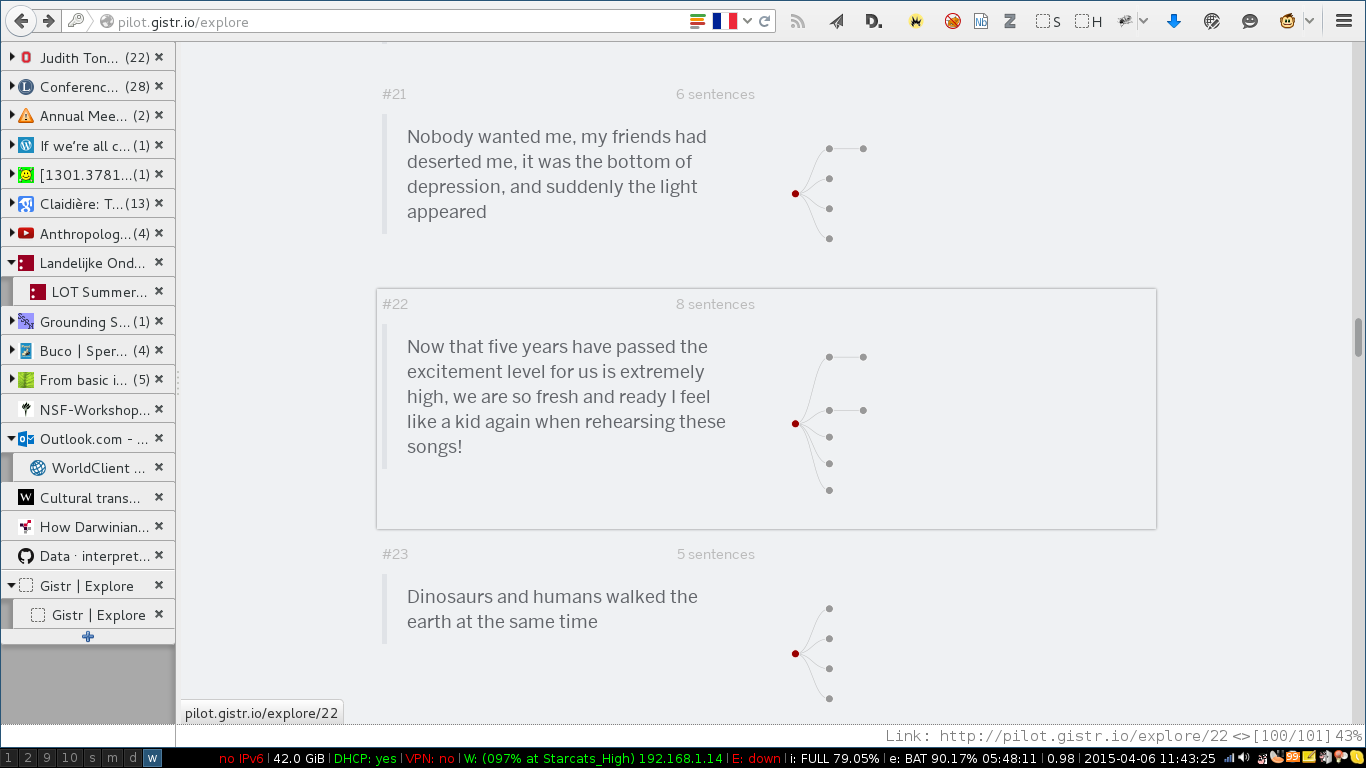 pilot.gistr.io/explore
S
H
Judith Ton... (22)
Conferenc... (28)
Annual Mee... (2)
If we're all c... (1)
[1301.3781... (1)
Claidière: T... (13)
Anthropolog... (4)
Landelijke Ond...
LOT Summer...
Grounding S... (1)
Buco | Sper... (4)
From basic i... (5)
NSF-Workshop...
Outlook.com - ...
WorldClient ...
Cultural trans...
How Darwinian...
Data · interpret...
Gistr | Explore
Gistr | Explore
#21 6 sentences
Nobody wanted me, my friends had
deserted me, it was the bottom of
depression, and suddenly the light
appeared
#22 8 sentences
Now that five years have passed the
excitement level for us is extremely
high, we are so fresh and ready I feel
like a kid again when rehearsing these
songs!
#23 5 sentences
Dinosaurs and humans walked the
earth at the same time
pilot.gistr.io/explore/22
Link: http://pilot.gistr.io/explore/22 <>[100/101] 43%
1 2 9 10 s m d w no IPv6 | 42.0 GiB | DHCP: yes | VPN: no | W: (097% at Starcats_High) 192.168.1.14 | E: down | i: FULL 79.05% | e: BAT 90.17% 05:48:11 | 0.98 | 2015-04-06 11:43:25